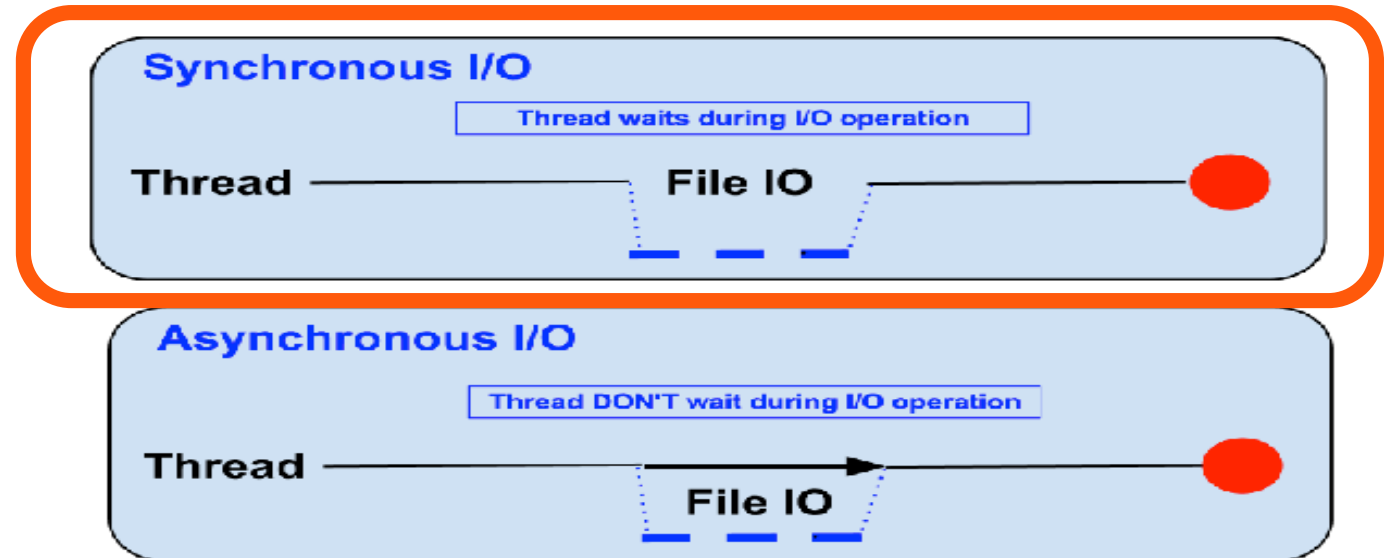 Synchronous I/O
Thread waits during I/O operation
Thread File IO
Asynchronous I/O
Thread DON'T wait during I/O operation
Thread
File IO